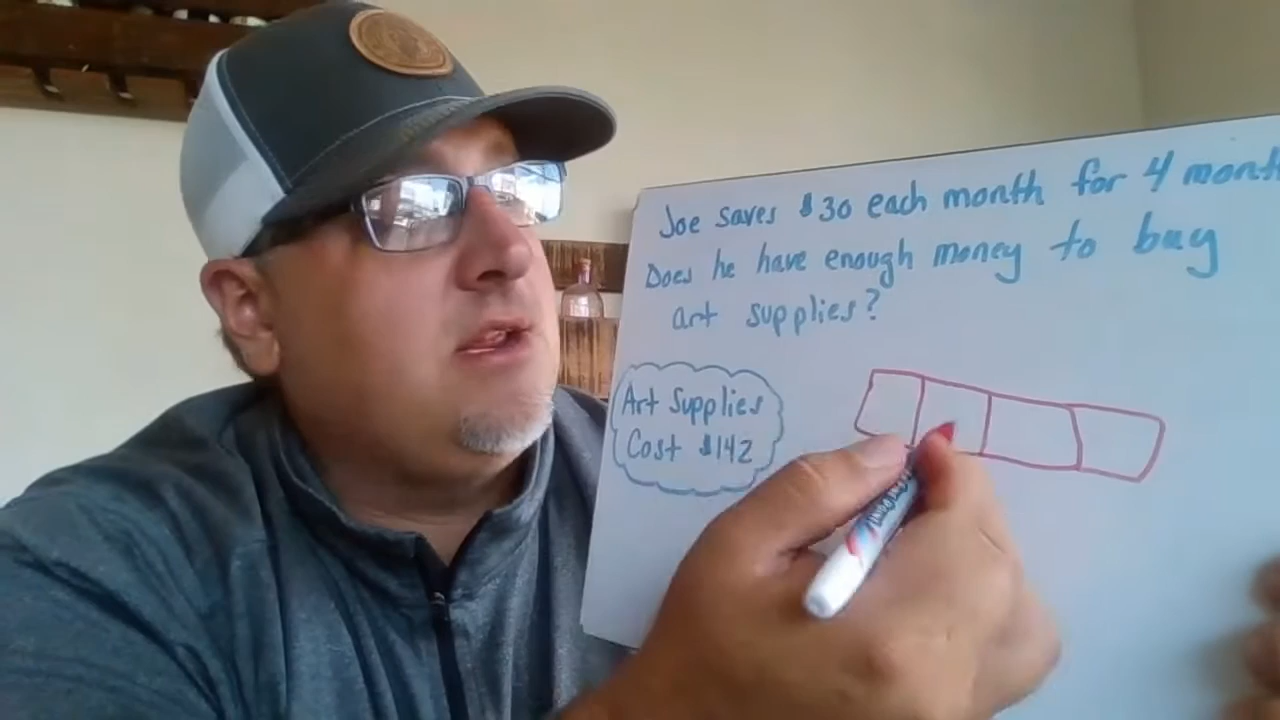 Joe saves $30 each month for 4 month
Does he have enough money to buy
art supplies?
Art Supplies
Cost $142